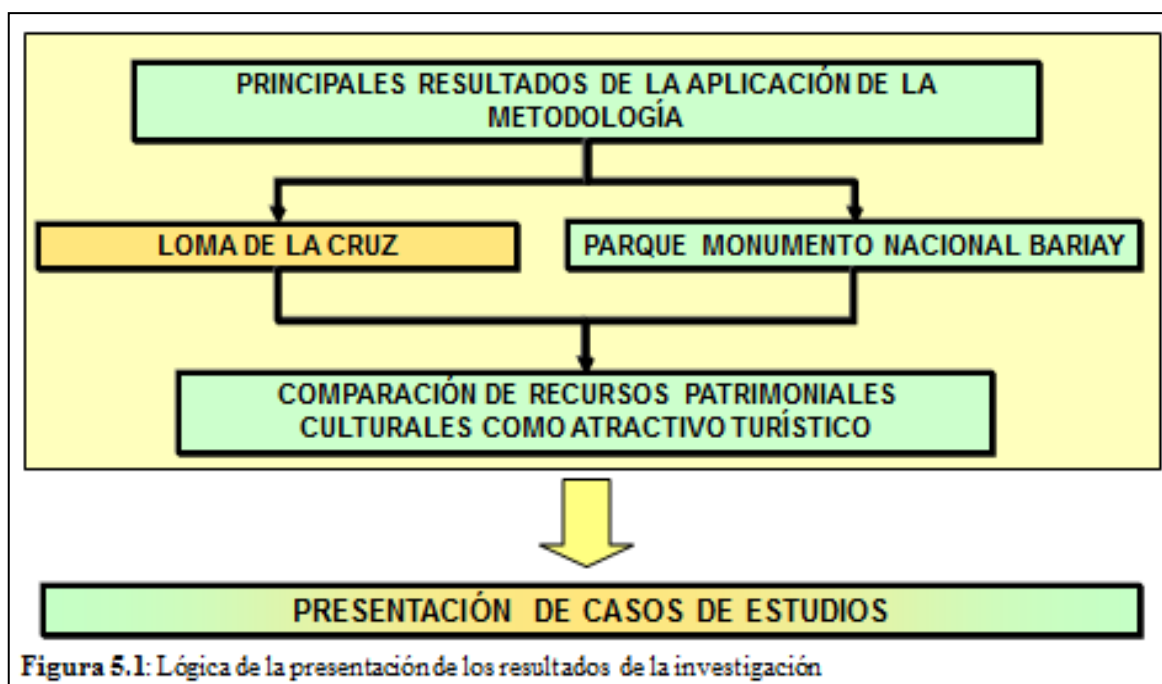 PRINCIPALES RESULTADOS DE LA APLICACIÓN DE LA
METODOLOGÍA
LOMA DE LA CRUZ
PARQUE MONUMENTO NACIONAL BARIAY
COMPARACIÓN DE RECURSOS PATRIMONIALES
CULTURALES COMO ATRACTIVO TURÍSTICO
PRESENTACIÓN DE CASOS DE ESTUDIOS
Figura 5.1: Lógica de la presentación de los resultados de la investigación